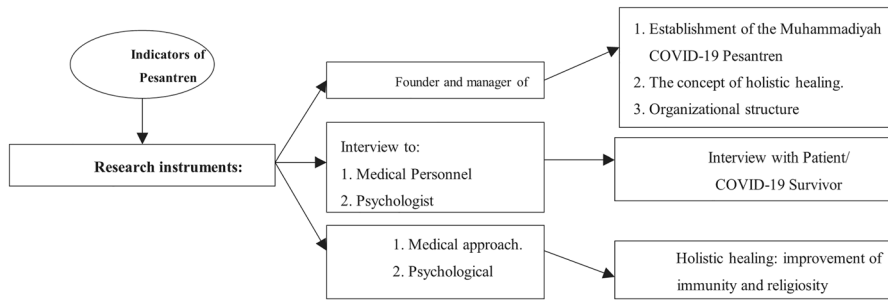 Indicators of
Pesantren
Research instruments:
Founder and manager of
Interview to:
1. Medical Personnel
2. Psychologist
1. Medical approach.
2. Psychological
1. Establishment of the Muhammadiyah
COVID-19 Pesantren
2. The concept of holistic healing.
3. Organizational structure
Interview with Patient/
COVID-19 Survivor
Holistic healing: improvement of
immunity and religiosity